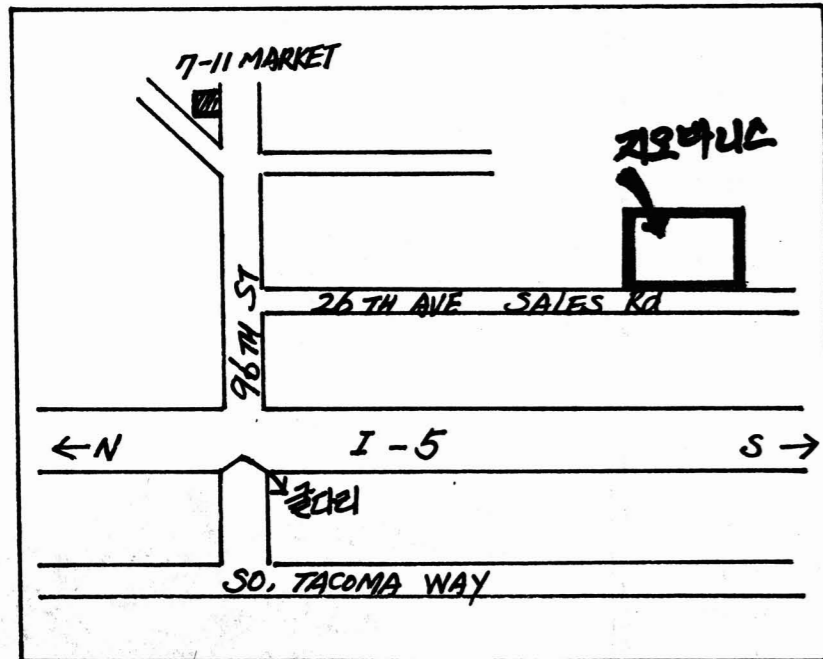 7-11 MARKET
지오바니스
96TH ST
26TH AVE SALES Rd
←N I-5 S→
굴다리
SO. TACOMA WAY